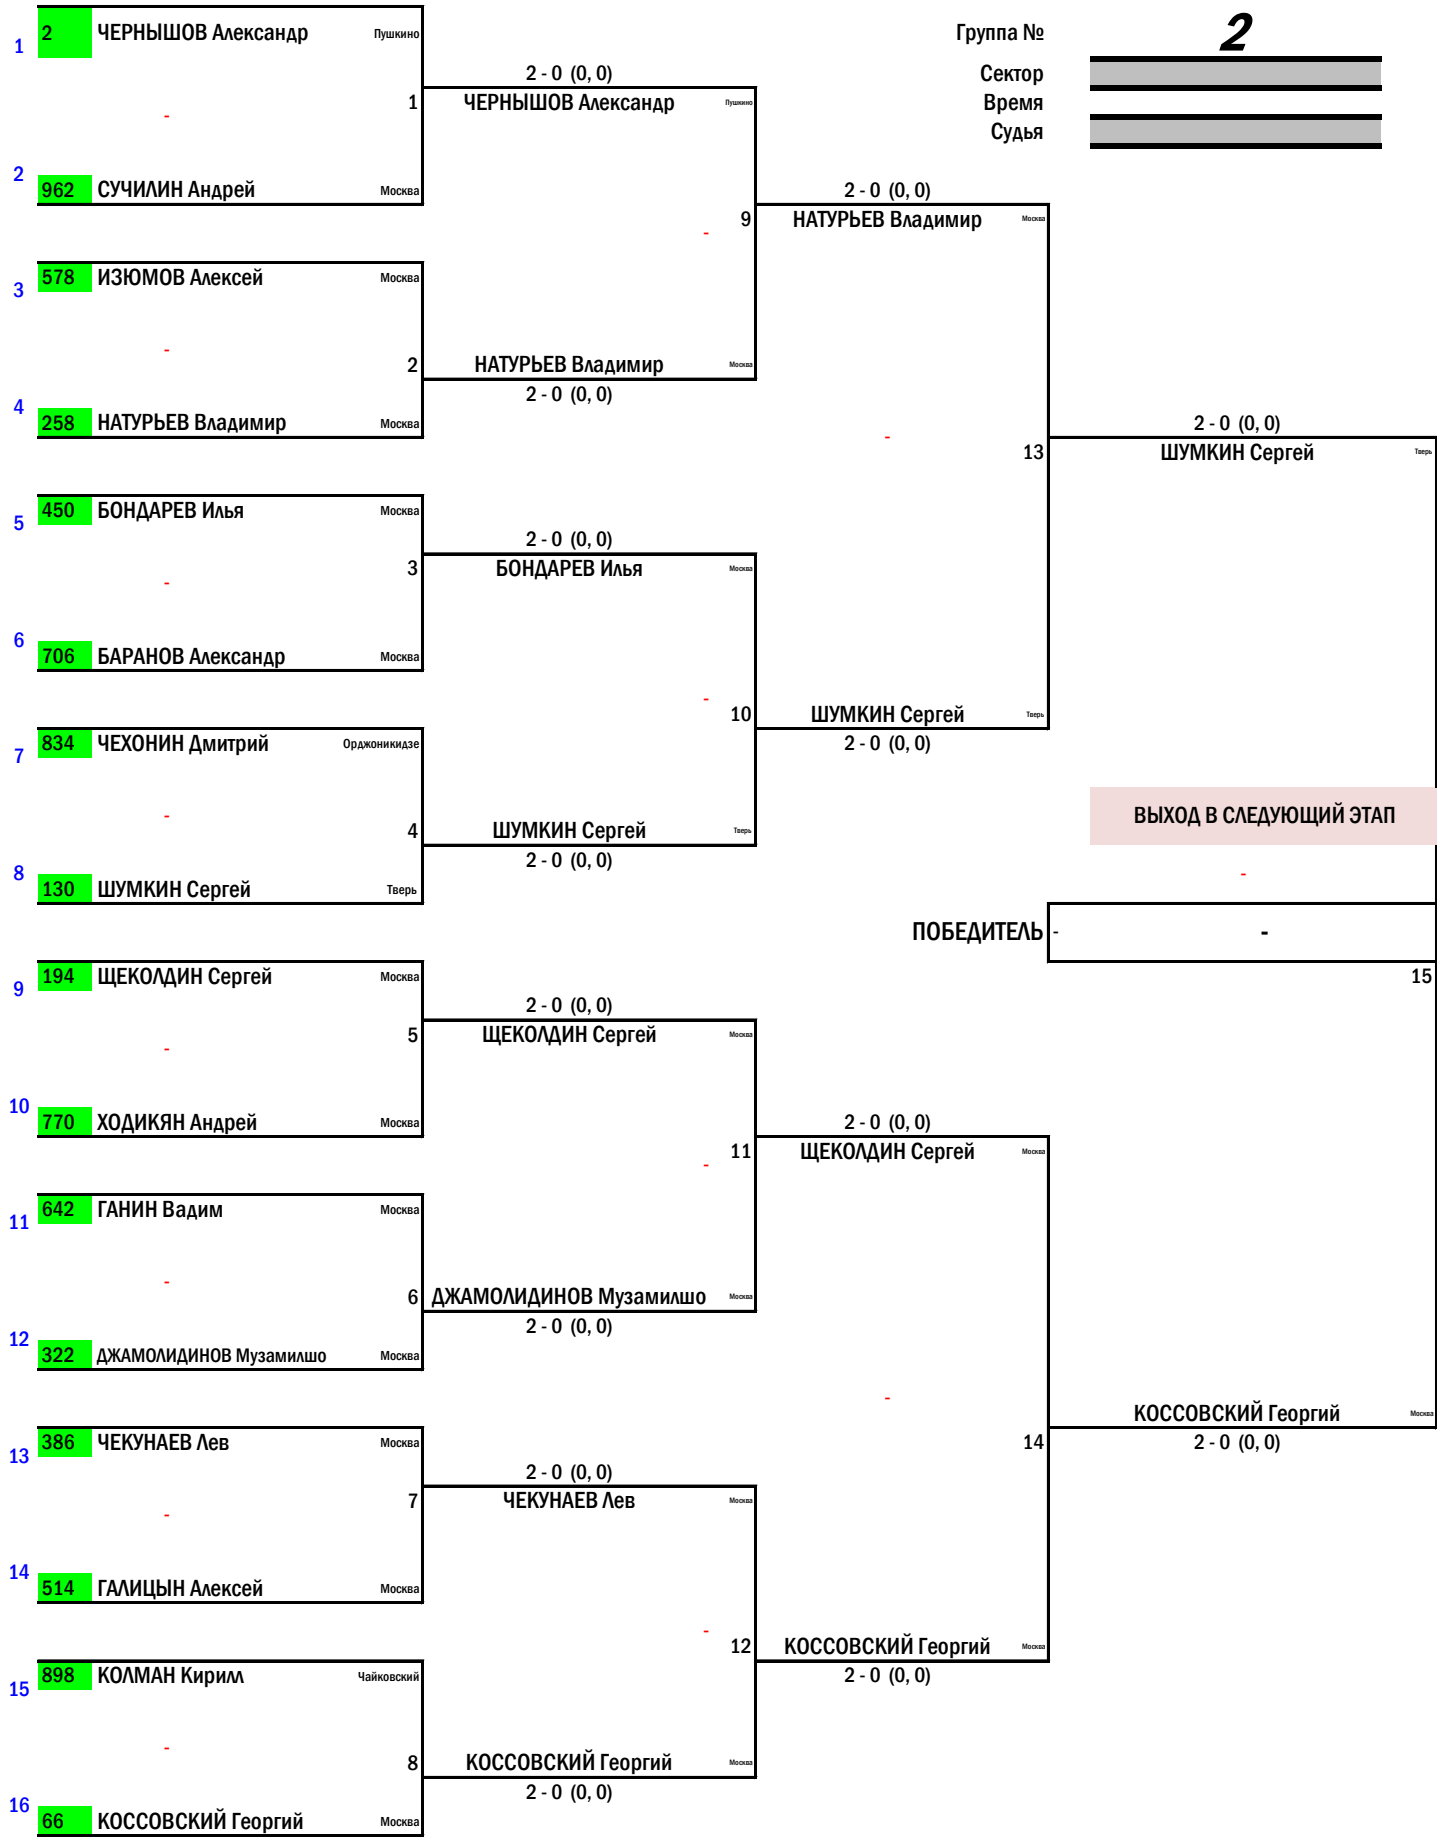 2 ЧЕРНЫШОВ Александр Пушкино
Группа № 2
1
2 - 0 (0, 0)
Сектор
1 ЧЕРНЫШОВ Александр Пушкино
Время
-
Судья
2
962 СУЧИЛИН Андрей Москва
2 - 0 (0, 0)
- 9 НАТУРЬЕВ Владимир Москва
578 ИЗЮМОВ Алексей Москва
3
-
2 НАТУРЬЕВ Владимир Москва
2 - 0 (0, 0)
4
258 НАТУРЬЕВ Владимир Москва
2 - 0 (0, 0)
-
13 ШУМКИН Сергей Тверь
450 БОНДАРЕВ Илья Москва
5
2 - 0 (0, 0)
3 БОНДАРЕВ Илья Москва
-
6
706 БАРАНОВ Александр Москва
-
10 ШУМКИН Сергей Тверь
834 ЧЕХОНИН Дмитрий Орджоникидзе
2 - 0 (0, 0)
7
-
ВЫХОД В СЛЕДУЮЩИЙ ЭТАП
4 ШУМКИН Сергей Тверь
2 - 0 (0, 0)
8
-
130 ШУМКИН Сергей Тверь
ПОБЕДИТЕЛЬ - -
194 ЩЕКОЛДИН Сергей Москва
15
9
2 - 0 (0, 0)
5 ЩЕКОЛДИН Сергей Москва
-
10
770 ХОДИКЯН Андрей Москва
2 - 0 (0, 0)
11 ЩЕКОЛДИН Сергей Москва
-
642 ГАНИН Вадим Москва
11
-
6 ДЖАМОЛИДИНОВ Музамилшо Москва
2 - 0 (0, 0)
12
322 ДЖАМОЛИДИНОВ Музамилшо Москва
-
КОССОВСКИЙ Георгий Москва
386 ЧЕКУНАЕВ Лев Москва
14
2 - 0 (0, 0)
13
2 - 0 (0, 0)
7 ЧЕКУНАЕВ Лев Москва
-
14
514 ГАЛИЦЫН Алексей Москва
-
12 КОССОВСКИЙ Георгий Москва
898 КОЛМАН Кирилл Чайковский
2 - 0 (0, 0)
15
-
8 КОССОВСКИЙ Георгий Москва
2 - 0 (0, 0)
16
66 КОССОВСКИЙ Георгий Москва